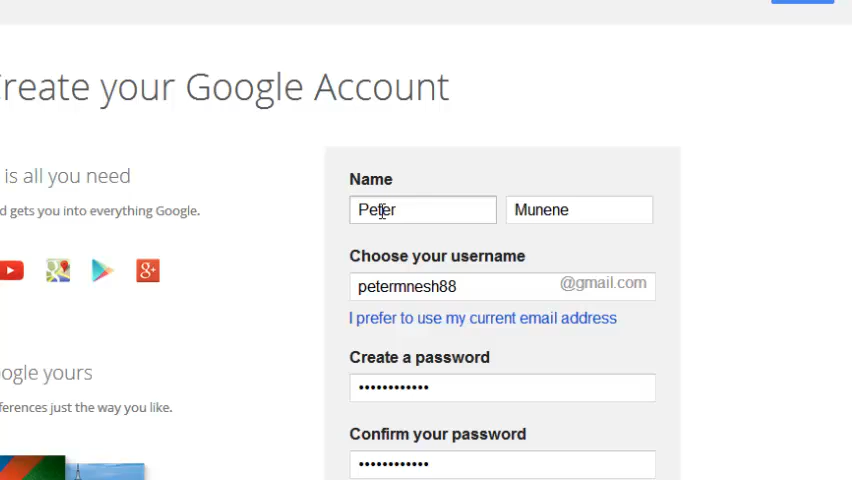 reate your Google Account
is all you need
d gets you into everything Google.
ogle yours
ferences just the way you like.
Name
Peter Munene
Choose your username
petermnesh88 @gmail.com
I prefer to use my current email address
Create a password
••••••••••••
Confirm your password
••••••••••••